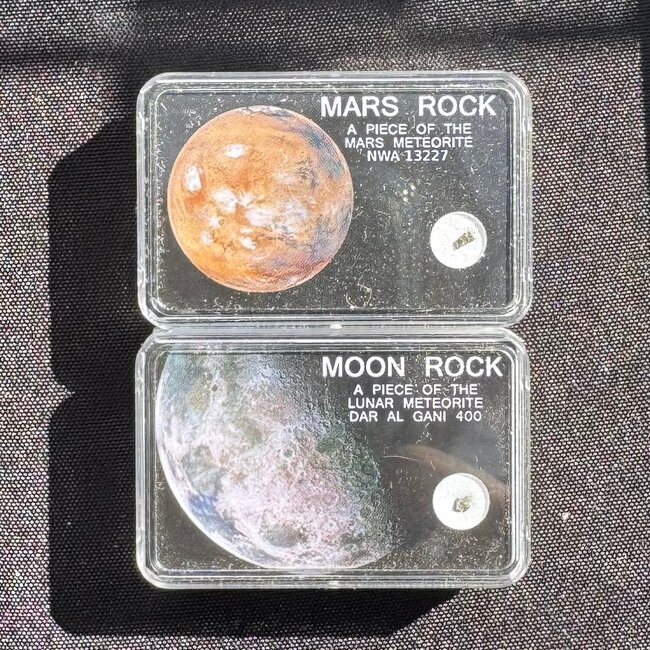 MARS ROCK
A PIECE OF THE
MARS METEORITE
NWA 13227
MOON ROCK
A PIECE OF THE
LUNAR METEORITE
DAR AL GANI 400